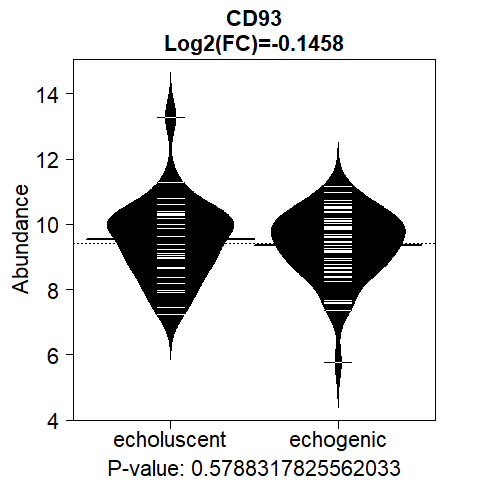 CD93
Log2(FC)=-0.1458
14
12
10
8
6
4
Abundance
echoluscent echogenic
P-value: 0.5788317825562033